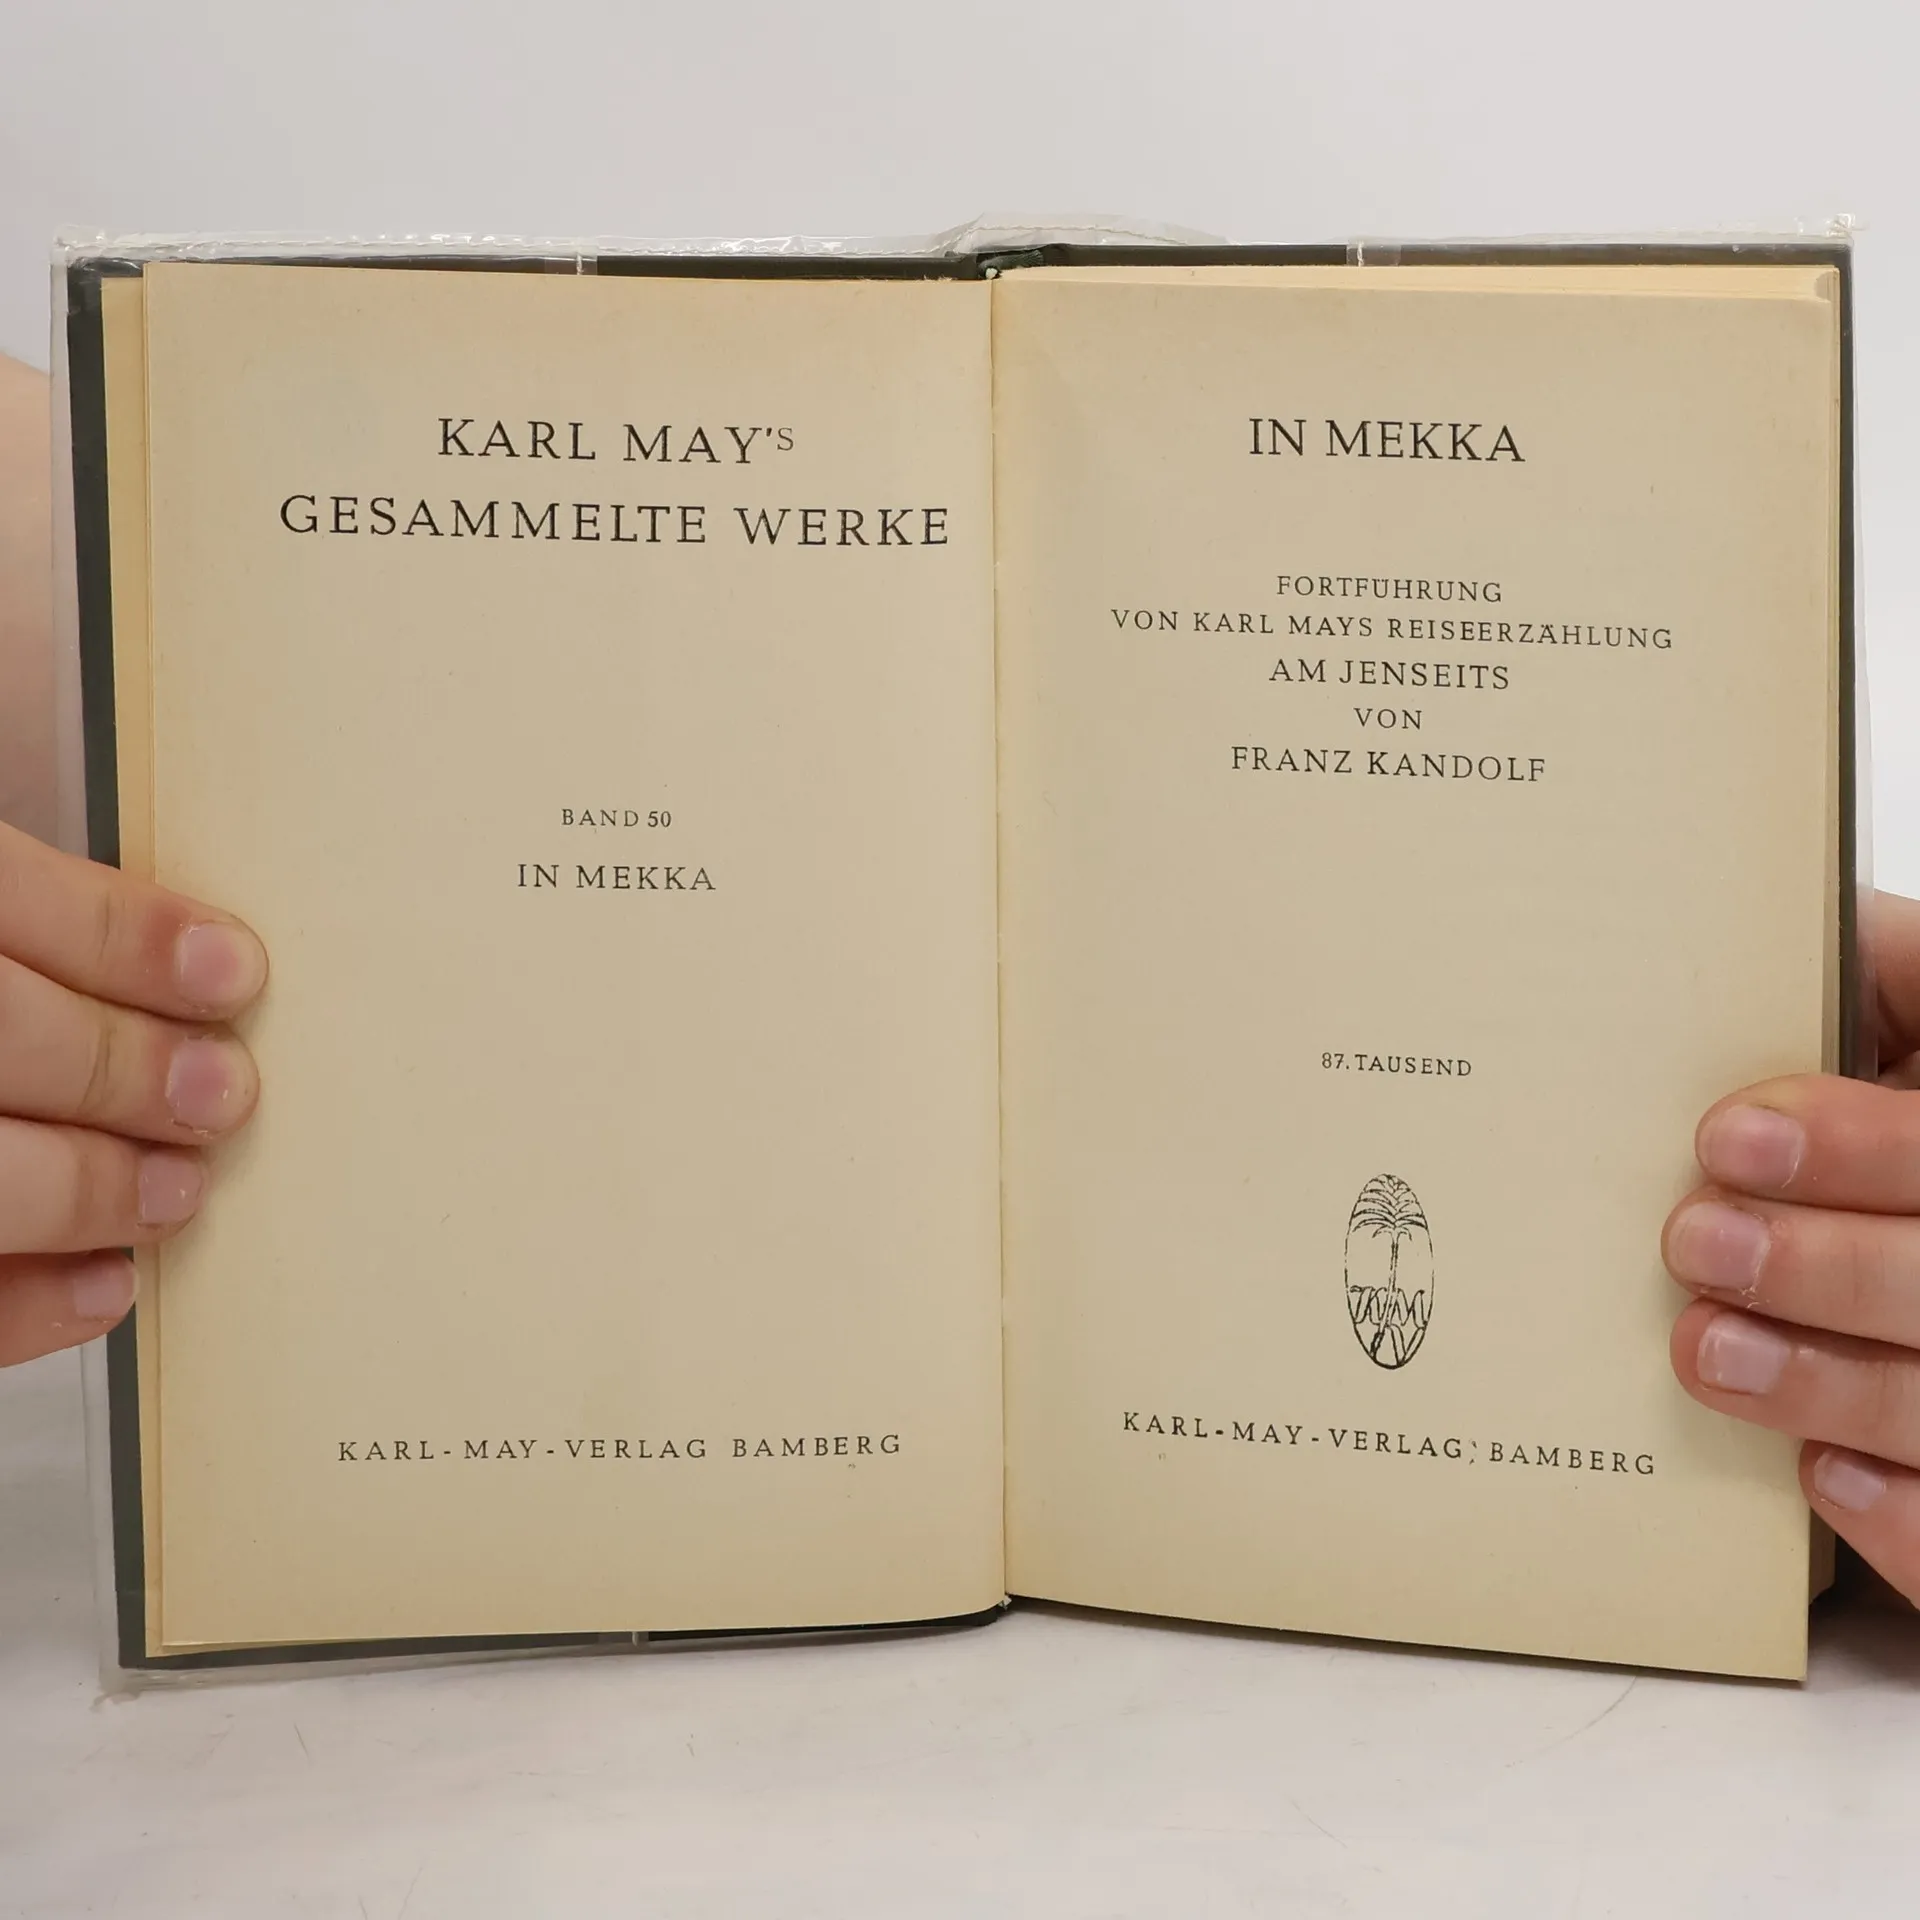 KARL MAY's
GESAMMELTE WERKE
BAND 50
IN MEKKA
KARL-MAY-VERLAG BAMBERG
IN MEKKA
FORTFÜHRUNG
VON KARL MAYS REISEERZÄHLUNG
AM JENSEITS
VON
FRANZ KANDOLF
87. TAUSEND
KMV
KARL-MAY-VERLAG, BAMBERG